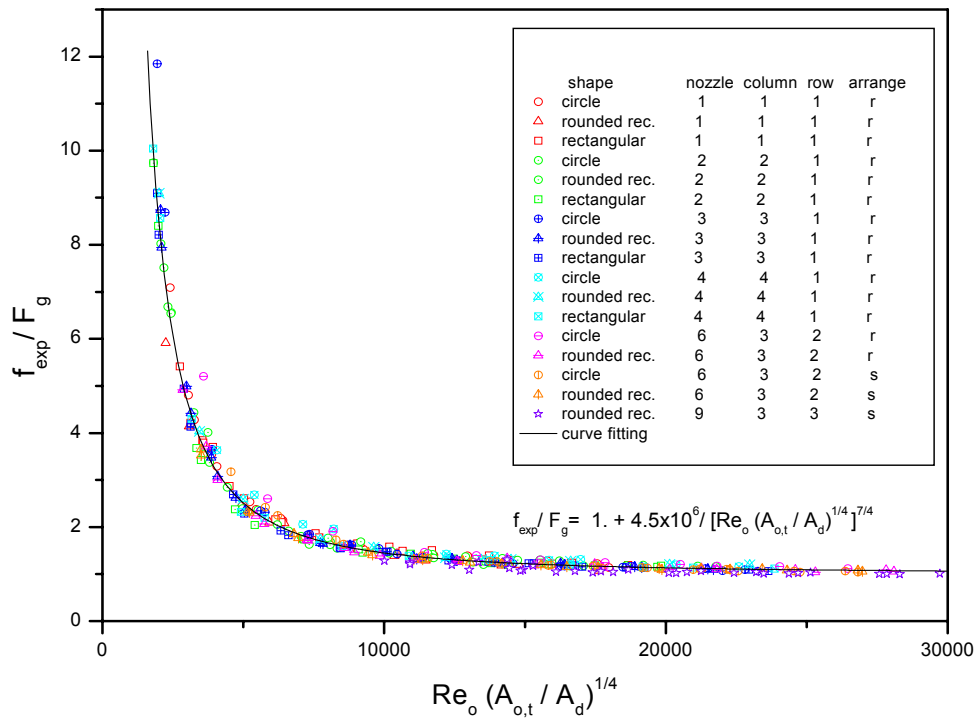 12
10
8
6
4
2
0
f_exp / F_g
shape nozzle column row arrange
circle 1 1 1 r
rounded rec. 1 1 1 r
rectangular 1 1 1 r
circle 2 2 1 r
rounded rec. 2 2 1 r
rectangular 2 2 1 r
circle 3 3 1 r
rounded rec. 3 3 1 r
rectangular 3 3 1 r
circle 4 4 1 r
rounded rec. 4 4 1 r
rectangular 4 4 1 r
circle 6 3 2 r
rounded rec. 6 3 2 r
circle 6 3 2 s
rounded rec. 6 3 2 s
rounded rec. 9 3 3 s
curve fitting
f_exp / F_g = 1. + 4.5x10^6 / [Re_o (A_o,t / A_d)^1/4 ]^7/4
0 10000 20000 30000
Re_o (A_o,t / A_d)^1/4